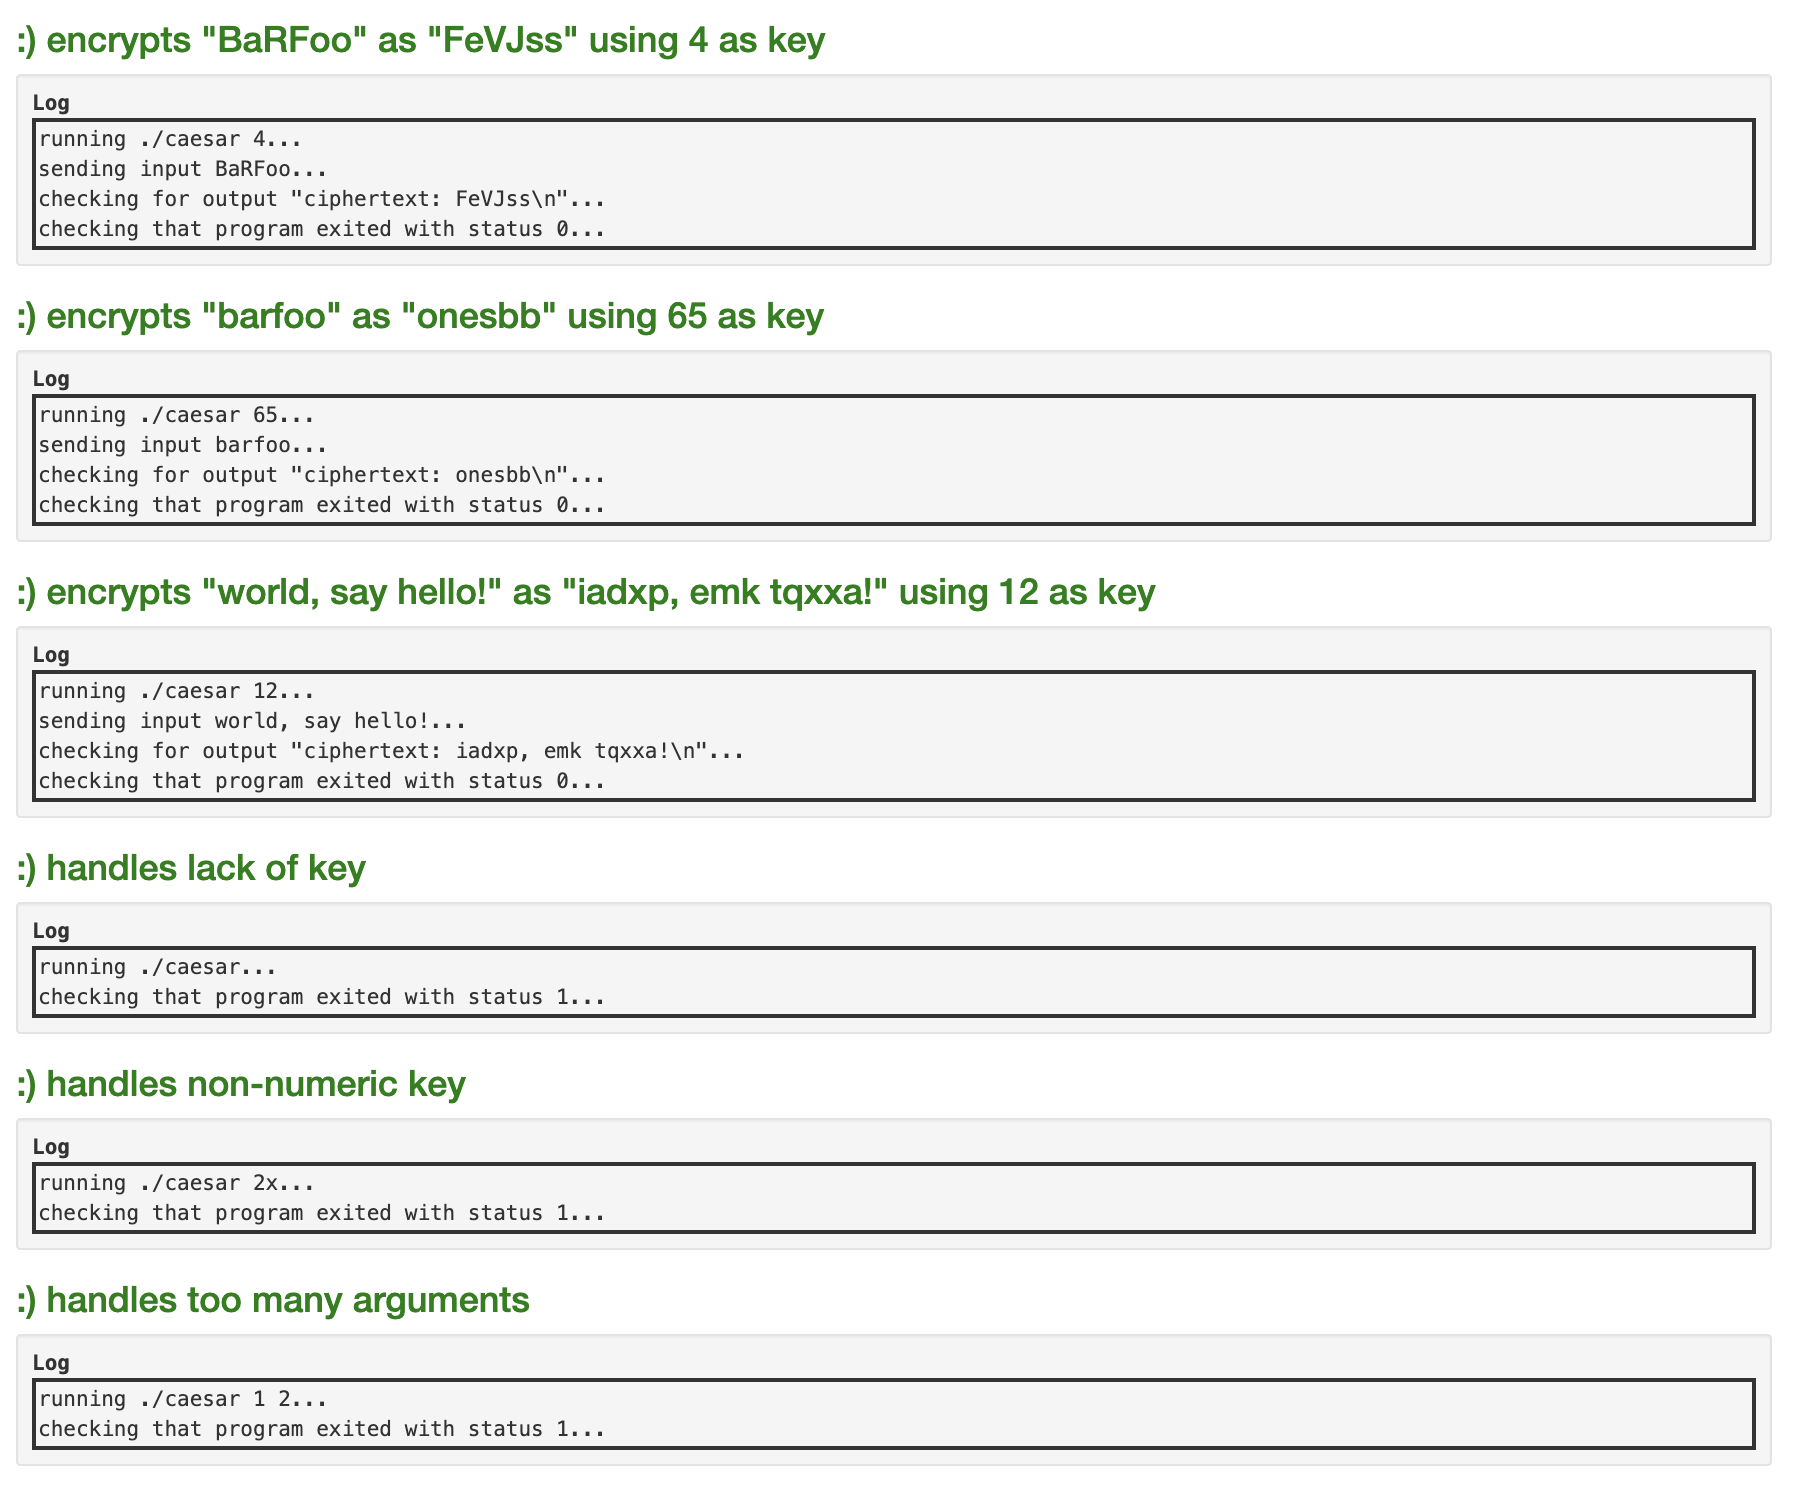 :) encrypts "BaRFoo" as "FeVJss" using 4 as key
Log
running ./caesar 4...
sending input BaRFoo...
checking for output "ciphertext: FeVJss\n"...
checking that program exited with status 0...
:) encrypts "barfoo" as "onesbb" using 65 as key
Log
running ./caesar 65...
sending input barfoo...
checking for output "ciphertext: onesbb\n"...
checking that program exited with status 0...
:) encrypts "world, say hello!" as "iadxp, emk tqxxa!" using 12 as key
Log
running ./caesar 12...
sending input world, say hello!...
checking for output "ciphertext: iadxp, emk tqxxa!\n"...
checking that program exited with status 0...
:) handles lack of key
Log
running ./caesar...
checking that program exited with status 1...
:) handles non-numeric key
Log
running ./caesar 2x...
checking that program exited with status 1...
:) handles too many arguments
Log
running ./caesar 1 2...
checking that program exited with status 1...